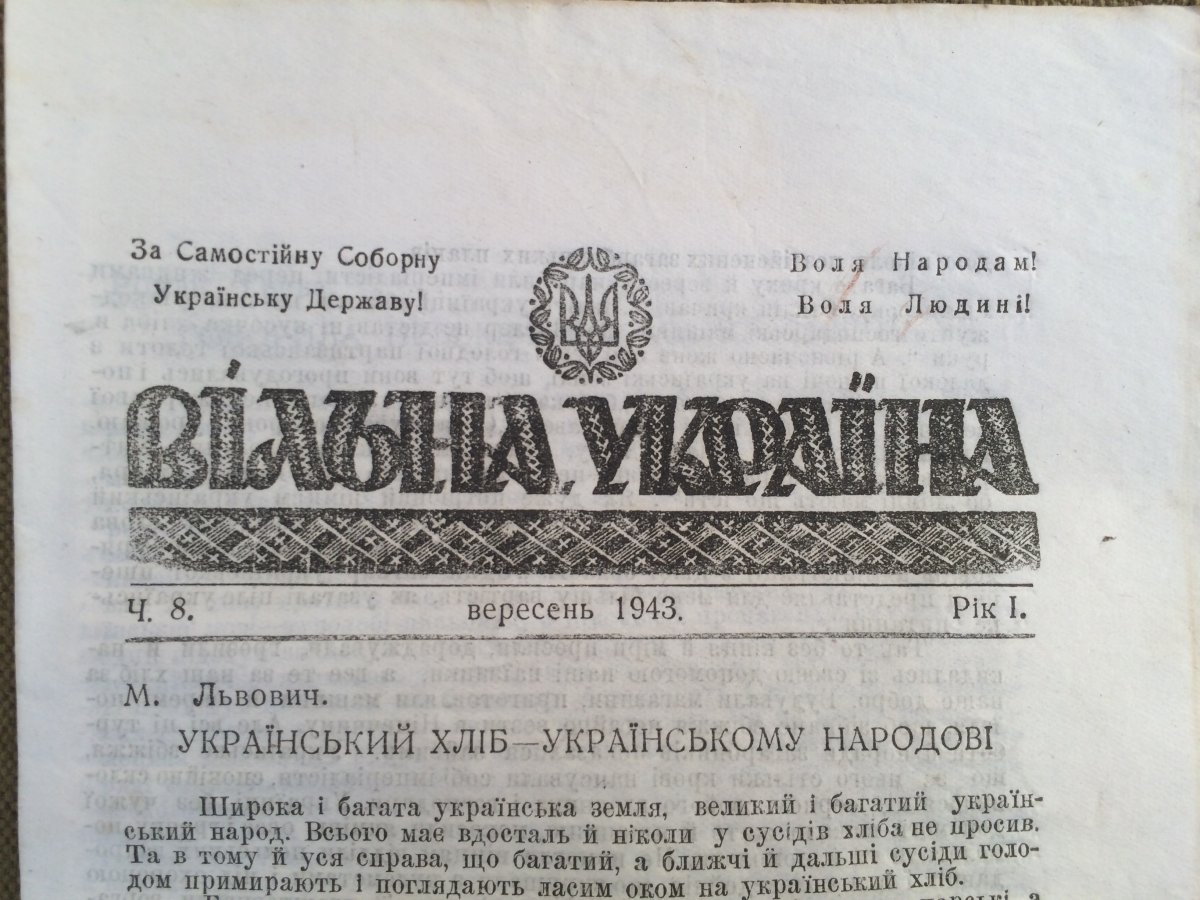 За Самостійну Соборну
Українську Державу!
Воля Народам!
Воля Людині!
ВІЛЬНА УКРАЇНА
Ч. 8. вересень 1943. Рік І.
М. Львович.
УКРАЇНСЬКИЙ ХЛІБ УКРАЇНСЬКОМУ НАРОДОВІ
Широка і багата українська земля, великий і багатий україн-
ський народ. Всього має вдосталь й ніколи у сусідів хліба не просив.
Та в тому й уся справа, що багатий, а ближчі й дальші сусіди голо-
дом примирають і поглядають ласим оком на український хліб.